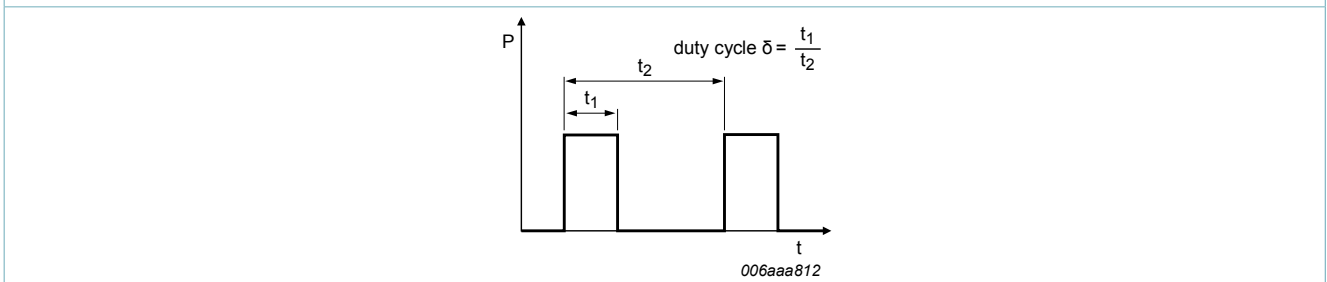 P
duty cycle δ = t1/t2
t2
t1
t
006aaa812